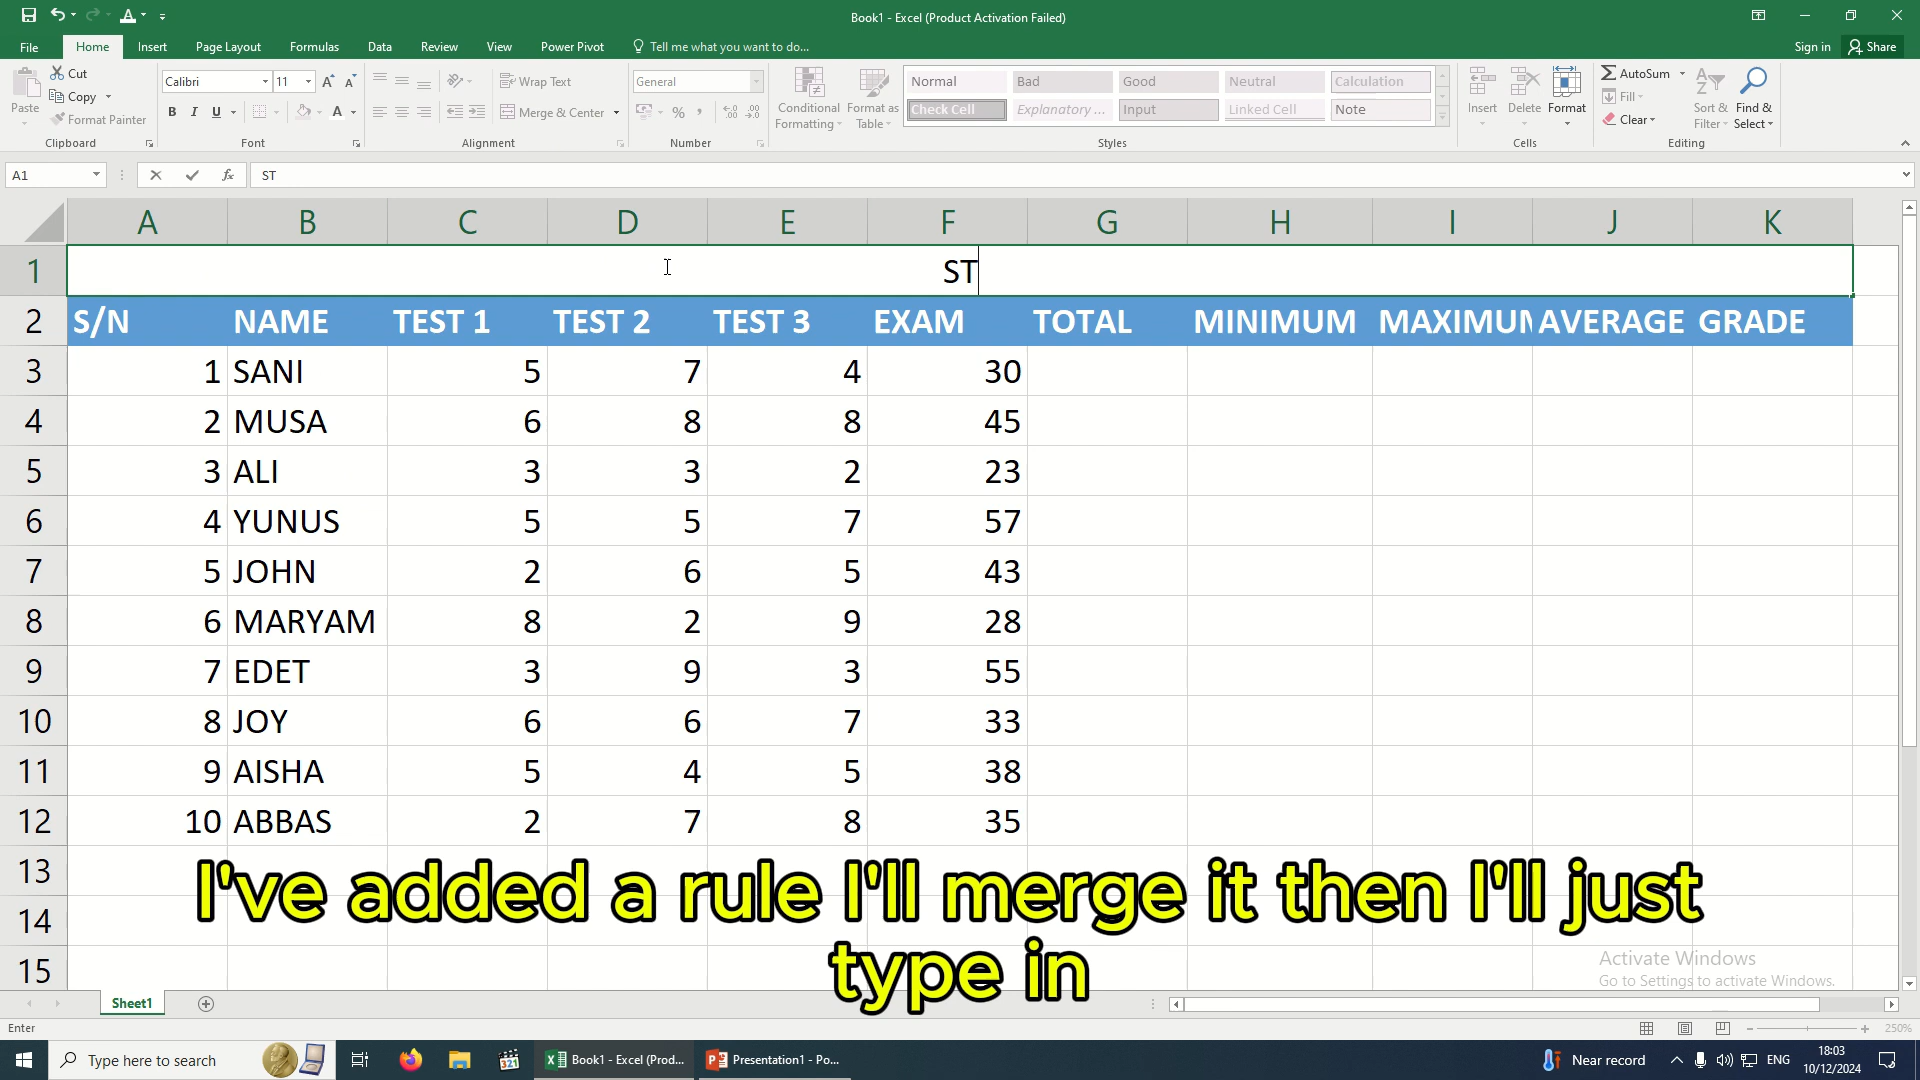 Book1 - Excel (Product Activation Failed)
File Home Insert Page Layout Formulas Data Review View Power Pivot Tell me what you want to do... Sign in Share
Cut
Copy
Format Painter
Paste
Clipboard
Calibri 11
B I U
Font
Wrap Text
Merge & Center
Alignment
General
%
Number
Conditional Formatting
Format as Table
Normal Bad Good Neutral Calculation
Check Cell Explanatory ... Input Linked Cell Note
Styles
Insert Delete Format
Cells
AutoSum
Fill
Clear
Sort & Filter
Find & Select
Editing
A1 fx ST
A B C D E F G H I J K
1 ST
2 S/N NAME TEST 1 TEST 2 TEST 3 EXAM TOTAL MINIMUM MAXIMUM AVERAGE GRADE
3 1 SANI 5 7 4 30
4 2 MUSA 6 8 8 45
5 3 ALI 3 3 2 23
6 4 YUNUS 5 5 7 57
7 5 JOHN 2 6 5 43
8 6 MARYAM 8 2 9 28
9 7 EDET 3 9 3 55
10 8 JOY 6 6 7 33
11 9 AISHA 5 4 5 38
12 10 ABBAS 2 7 8 35
13
14
15
I've added a rule I'll merge it then I'll just
type in
Activate Windows
Go to Settings to activate Windows.
Sheet1
Enter
250%
Type here to search
321
Book1 - Excel (Prod...
Presentation1 - Po...
Near record
ENG
18:03
10/12/2024